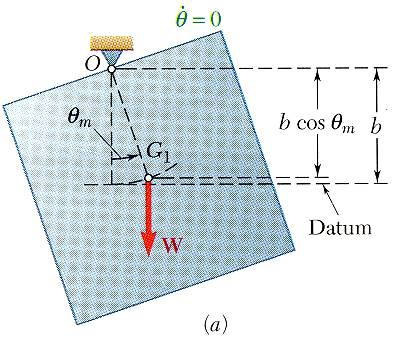 θ̇ = 0
O
θm
b cos θm
b
G1
Datum
W
(a)